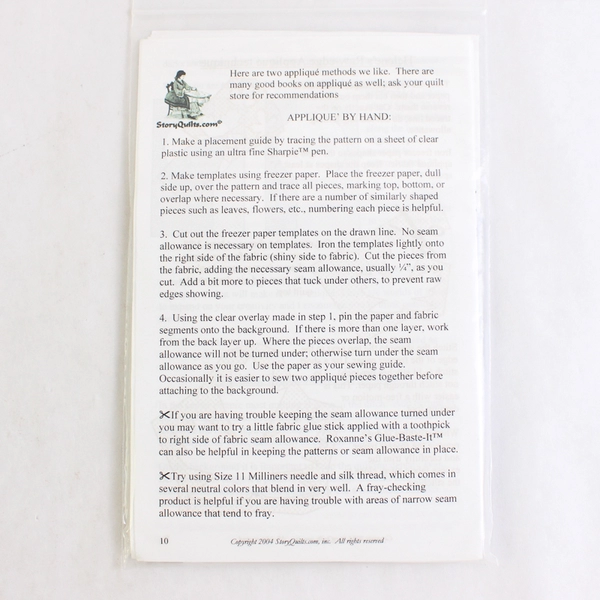 Here are two appliqué methods we like. There are
many good books on appliqué as well; ask your quilt
store for recommendations
StoryQuilts.com©
APPLIQUE' BY HAND:
1. Make a placement guide by tracing the pattern on a sheet of clear
plastic using an ultra fine Sharpie™ pen.
2. Make templates using freezer paper. Place the freezer paper, dull
side up, over the pattern and trace all pieces, marking top, bottom, or
overlap where necessary. If there are a number of similarly shaped
pieces such as leaves, flowers, etc., numbering each piece is helpful.
3. Cut out the freezer paper templates on the drawn line. No seam
allowance is necessary on templates. Iron the templates lightly onto
the right side of the fabric (shiny side to fabric). Cut the pieces from
the fabric, adding the necessary seam allowance, usually ¼”, as you
cut. Add a bit more to pieces that tuck under others, to prevent raw
edges showing.
4. Using the clear overlay made in step 1, pin the paper and fabric
segments onto the background. If there is more than one layer, work
from the back layer up. Where the pieces overlap, the seam
allowance will not be turned under; otherwise turn under the seam
allowance as you go. Use the paper as your sewing guide.
Occasionally it is easier to sew two appliqué pieces together before
attaching to the background.
✂If you are having trouble keeping the seam allowance turned under
you may want to try a little fabric glue stick applied with a toothpick
to right side of fabric seam allowance. Roxanne’s Glue-Baste-It™
can also be helpful in keeping the patterns or seam allowance in place.
✂Try using Size 11 Milliners needle and silk thread, which comes in
several neutral colors that blend in very well. A fray-checking
product is helpful if you are having trouble with areas of narrow seam
allowance that tend to fray.
10 Copyright 2004 StoryQuilts.com, inc. All rights reserved